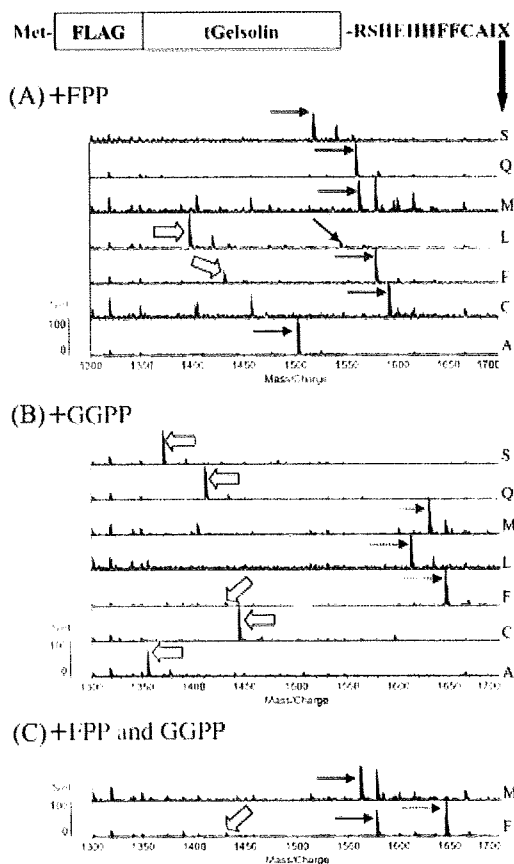 Met- FLAG tGelsolin -RSHEHHFFCAIX
(A) +FPP
S
Q
M
L
F
C
100
0
A
1200 1350 1400 1450 1500 1550 1600 1650 1700
Mass/Charge
(B) +GGPP
S
Q
M
L
F
C
100
0
A
1300 1350 1400 1450 1500 1550 1600 1650 1700
Mass/Charge
(C) +FPP and GGPP
M
100
0
F
1300 1350 1400 1450 1500 1550 1600 1650 1700
Mass/Charge